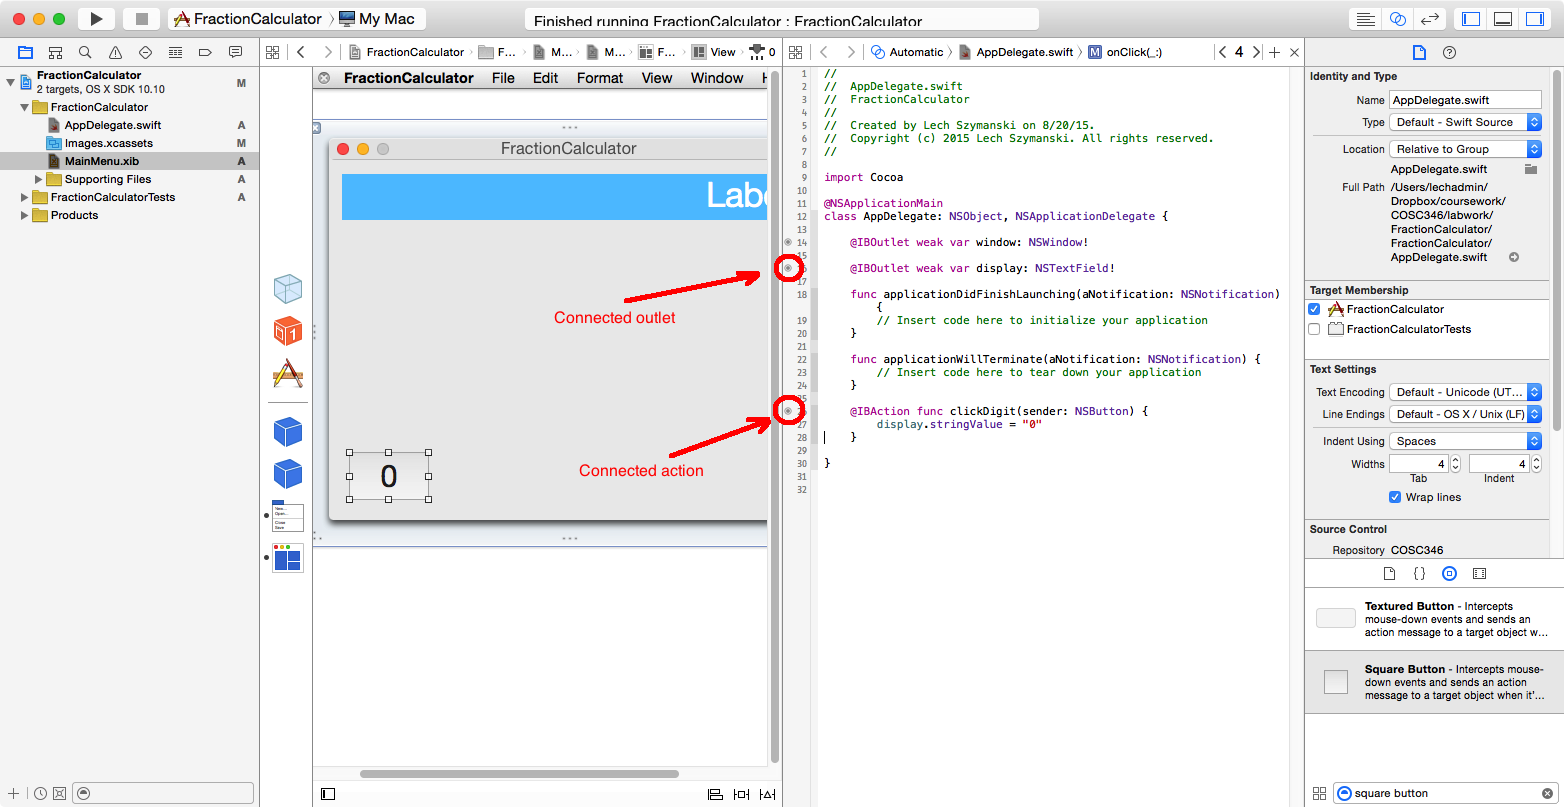 FractionCalculator
My Mac
Finished running FractionCalculator : FractionCalculator
FractionCalculator
F...
M...
M...
F...
View
0
Automatic
AppDelegate.swift
M
onClick(_:)
4
FractionCalculator
M
2 targets, OS X SDK 10.10
FractionCalculator
AppDelegate.swift
A
Images.xcassets
M
MainMenu.xib
A
Supporting Files
A
FractionCalculatorTests
A
Products
FractionCalculator File Edit Format View Window
FractionCalculator
Connected outlet
Connected action
0
1 //
2 // AppDelegate.swift
3 // FractionCalculator
4 //
5 // Created by Lech Szymanski on 8/20/15.
6 // Copyright (c) 2015 Lech Szymanski. All rights reserved.
7 //
8
9 import Cocoa
10
11 @NSApplicationMain
12 class AppDelegate: NSObject, NSApplicationDelegate {
13
14 @IBOutlet weak var window: NSWindow!
15
@IBOutlet weak var display: NSTextField!
17
18 func applicationDidFinishLaunching(aNotification: NSNotification)
{
19 // Insert code here to initialize your application
20 }
21
22 func applicationWillTerminate(aNotification: NSNotification) {
23 // Insert code here to tear down your application
24 }
25
@IBAction func clickDigit(sender: NSButton) {
27 display.stringValue = "0"
28 }
29
30 }
31
32
Identity and Type
Name AppDelegate.swift
Type Default - Swift Source
Location Relative to Group
AppDelegate.swift
Full Path /Users/lechadmin/
Dropbox/coursework/
COSC346/labwork/
FractionCalculator/
FractionCalculator/
AppDelegate.swift
Target Membership
FractionCalculator
FractionCalculatorTests
Text Settings
Text Encoding Default - Unicode (UT...
Line Endings Default - OS X / Unix (LF)
Indent Using Spaces
Widths 4 4
Tab Indent
Wrap lines
Source Control
Repository COSC346
Textured Button - Intercepts
mouse-down events and sends an
action message to a target object w...
Square Button - Intercepts mouse-
down events and sends an action
message to a target object when it'...
square button